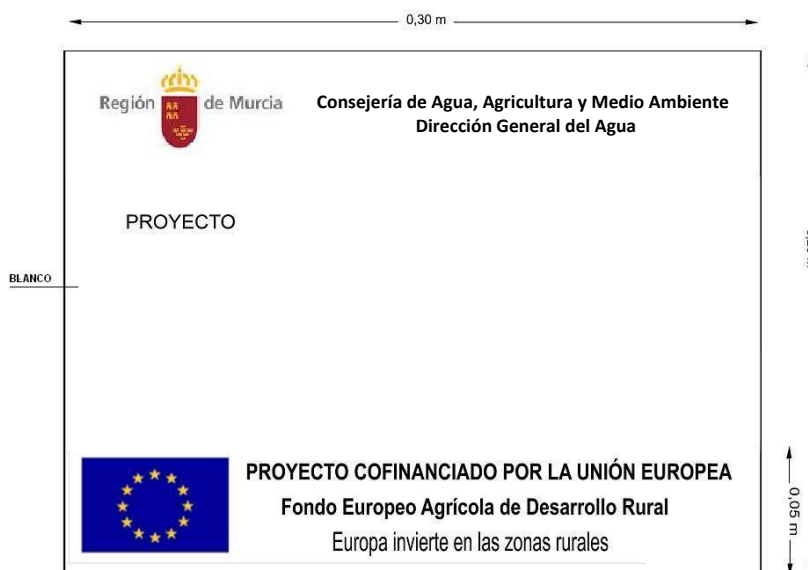 0,30 m
Región de Murcia
Consejería de Agua, Agricultura y Medio Ambiente
Dirección General del Agua
PROYECTO
BLANCO
PROYECTO COFINANCIADO POR LA UNIÓN EUROPEA
Fondo Europeo Agrícola de Desarrollo Rural
Europa invierte en las zonas rurales
0,05 m